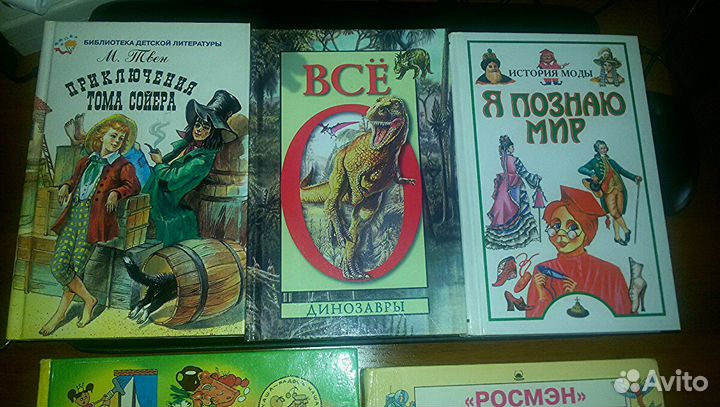 БИБЛИОТЕКА ДЕТСКОЙ ЛИТЕРАТУРЫ
М. ТВЕН
ПРИКЛЮЧЕНИЯ
ТОМА СОЙЕРА
ВСЁ
О
ДИНОЗАВРЫ
ИСТОРИЯ МОДЫ
Я ПОЗНАЮ
МИР
«РОСМЭН»
Avito